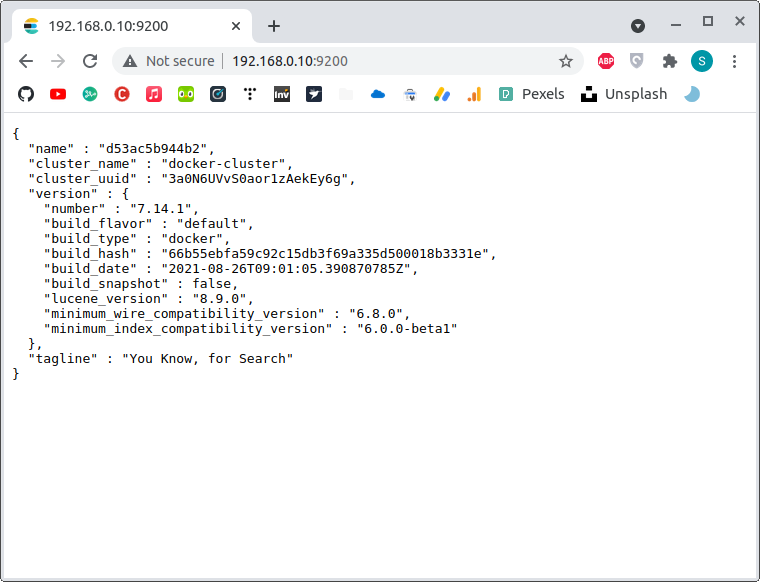 192.168.0.10:9200
Not secure 192.168.0.10:9200 ABP S
Inv Pexels Unsplash
{
  "name" : "d53ac5b944b2",
  "cluster_name" : "docker-cluster",
  "cluster_uuid" : "3a0N6UVvS0aor1zAekEy6g",
  "version" : {
    "number" : "7.14.1",
    "build_flavor" : "default",
    "build_type" : "docker",
    "build_hash" : "66b55ebfa59c92c15db3f69a335d500018b3331e",
    "build_date" : "2021-08-26T09:01:05.390870785Z",
    "build_snapshot" : false,
    "lucene_version" : "8.9.0",
    "minimum_wire_compatibility_version" : "6.8.0",
    "minimum_index_compatibility_version" : "6.0.0-beta1"
  },
  "tagline" : "You Know, for Search"
}